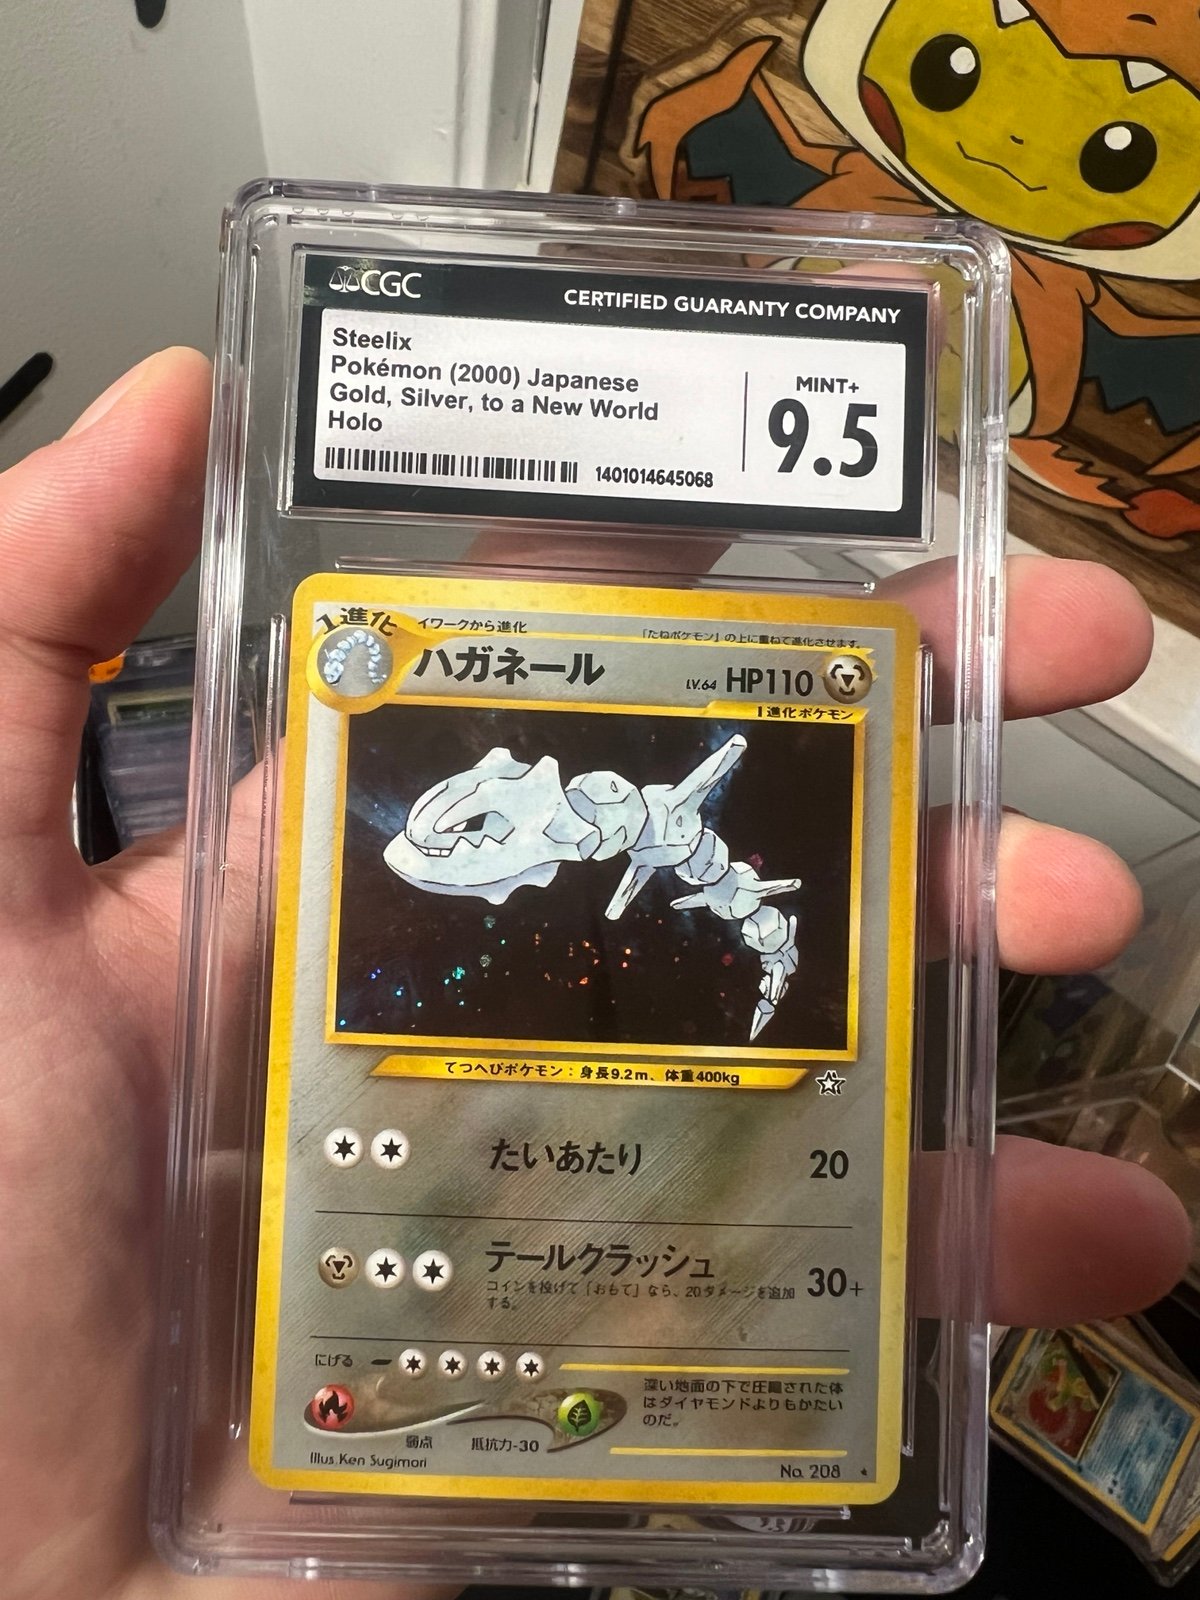 CGC
CERTIFIED GUARANTY COMPANY
Steelix
Pokémon (2000) Japanese
Gold, Silver, to a New World
Holo
1401014645068
MINT+
9.5
1進化
イワークから進化
「たねポケモン」の上に重ねて進化させます。
ハガネール
LV.64 HP110
1進化ポケモン
てつへびポケモン：身長9.2m、体重400kg
たいあたり 20
テールクラッシュ 30+
コインを投げて「おもて」なら、20ダメージを追加
する。
にげる
弱点 抵抗力-30
深い地面の下で圧縮された体
はダイヤモンドよりもかたい
のだ。
Illus. Ken Sugimori
No. 208